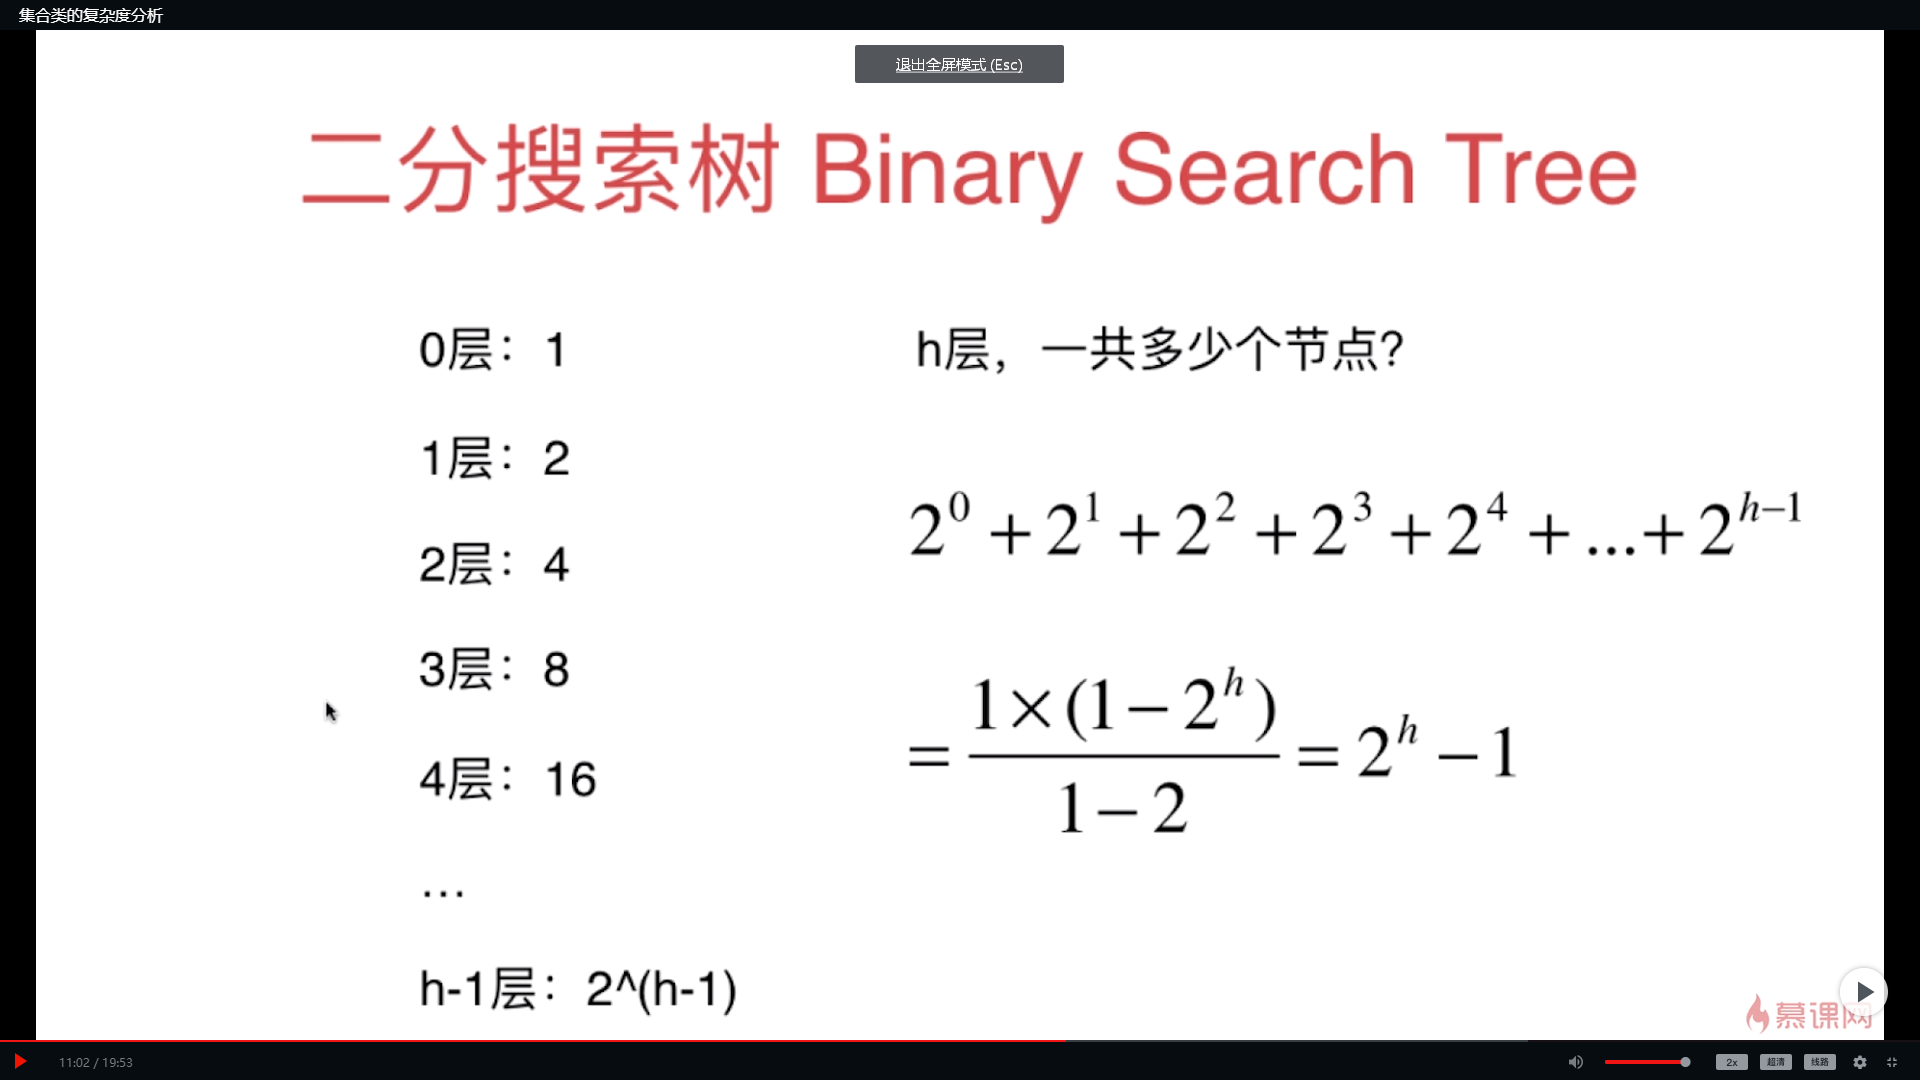 集合类的复杂度分析
退出全屏模式 (Esc)
二分搜索树 Binary Search Tree
0层：1
1层：2
2层：4
3层：8
4层：16
…
h-1层：2^(h-1)
h层，一共多少个节点？
2^0 + 2^1 + 2^2 + 2^3 + 2^4 + ... + 2^{h-1}
= \frac{1×(1-2^h)}{1-2} = 2^h - 1
慕课网
11:02 / 19:53
2x 超清 线路